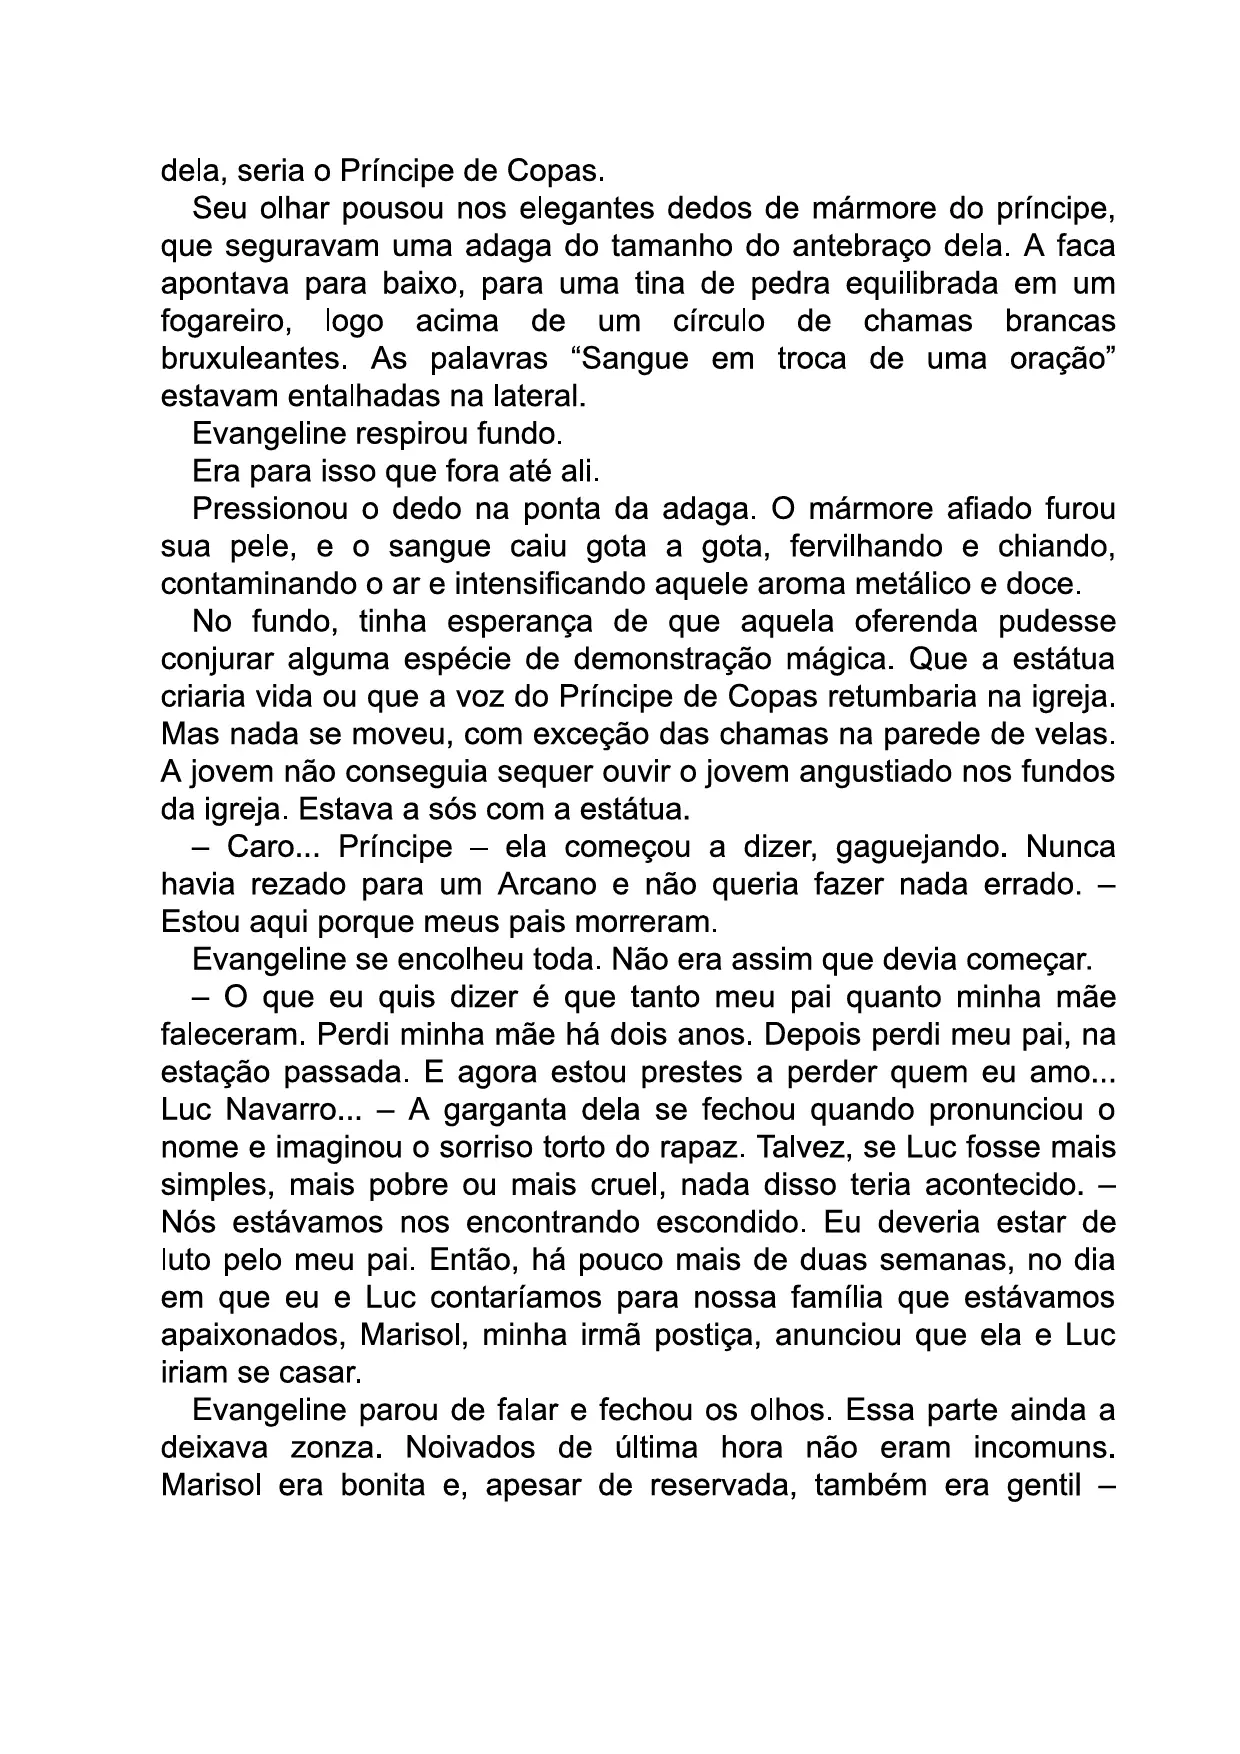 dela, seria o Príncipe de Copas.
Seu olhar pousou nos elegantes dedos de mármore do príncipe,
que seguravam uma adaga do tamanho do antebraço dela. A faca
apontava para baixo, para uma tina de pedra equilibrada em um
fogareiro, logo acima de um círculo de chamas brancas
bruxuleantes. As palavras “Sangue em troca de uma oração”
estavam entalhadas na lateral.
Evangeline respirou fundo.
Era para isso que fora até ali.
Pressionou o dedo na ponta da adaga. O mármore afiado furou
sua pele, e o sangue caiu gota a gota, fervilhando e chiando,
contaminando o ar e intensificando aquele aroma metálico e doce.
No fundo, tinha esperança de que aquela oferenda pudesse
conjurar alguma espécie de demonstração mágica. Que a estátua
criaria vida ou que a voz do Príncipe de Copas retumbaria na igreja.
Mas nada se moveu, com exceção das chamas na parede de velas.
A jovem não conseguia sequer ouvir o jovem angustiado nos fundos
da igreja. Estava a sós com a estátua.
– Caro... Príncipe – ela começou a dizer, gaguejando. Nunca
havia rezado para um Arcano e não queria fazer nada errado. –
Estou aqui porque meus pais morreram.
Evangeline se encolheu toda. Não era assim que devia começar.
– O que eu quis dizer é que tanto meu pai quanto minha mãe
faleceram. Perdi minha mãe há dois anos. Depois perdi meu pai, na
estação passada. E agora estou prestes a perder quem eu amo...
Luc Navarro... – A garganta dela se fechou quando pronunciou o
nome e imaginou o sorriso torto do rapaz. Talvez, se Luc fosse mais
simples, mais pobre ou mais cruel, nada disso teria acontecido. –
Nós estávamos nos encontrando escondido. Eu deveria estar de
luto pelo meu pai. Então, há pouco mais de duas semanas, no dia
em que eu e Luc contaríamos para nossa família que estávamos
apaixonados, Marisol, minha irmã postiça, anunciou que ela e Luc
iriam se casar.
Evangeline parou de falar e fechou os olhos. Essa parte ainda a
deixava zonza. Noivados de última hora não eram incomuns.
Marisol era bonita e, apesar de reservada, também era gentil –